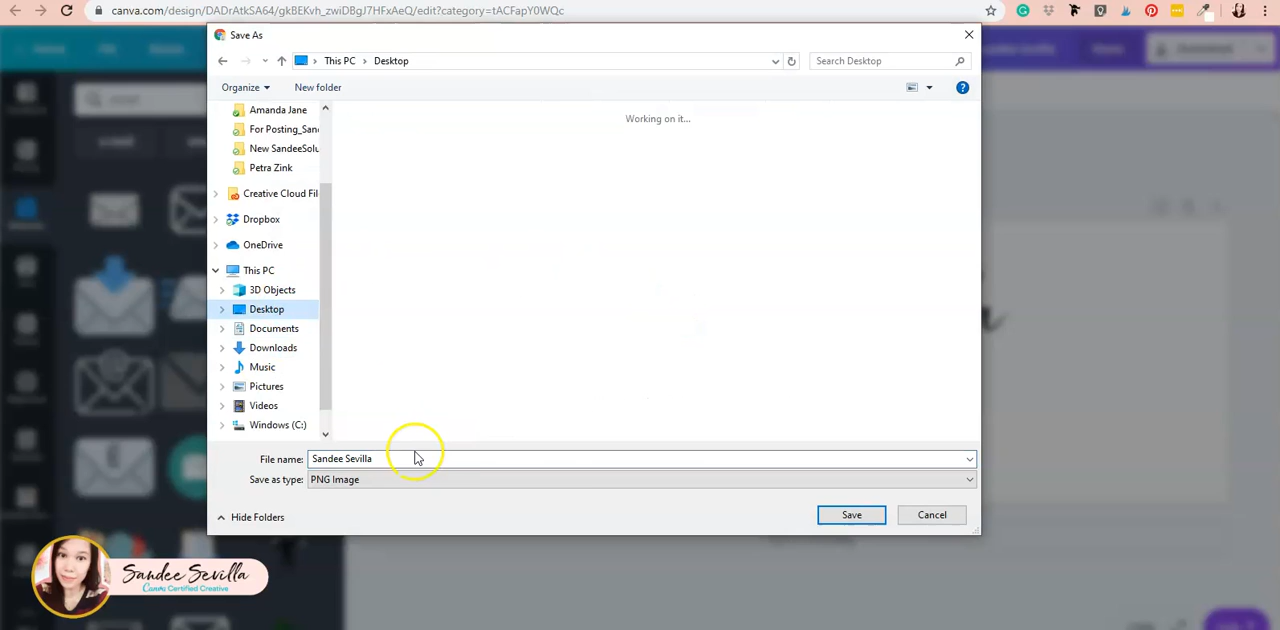 canva.com/design/DADrAtkSA64/gkBEKvh_zwiDBgJ7HFxAeQ/edit?category=tACFapY0WQc
Save As
This PC > Desktop
Search Desktop
Organize
New folder
Working on it...
Amanda Jane
For Posting_San
New SandeeSolu
Petra Zink
Creative Cloud Fil
Dropbox
OneDrive
This PC
3D Objects
Desktop
Documents
Downloads
Music
Pictures
Videos
Windows (C:)
File name: Sandee Sevilla
Save as type: PNG Image
Hide Folders
Save
Cancel
Sandee Sevilla
Canva Certified Creative